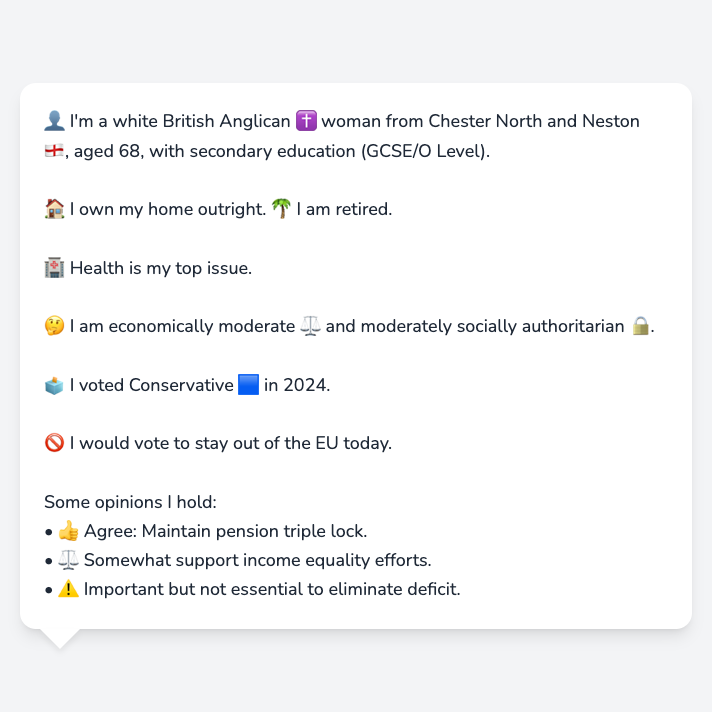 👤 I'm a white British Anglican ✝️ woman from Chester North and Neston
🏴󠁧󠁢󠁥󠁮󠁧󠁿, aged 68, with secondary education (GCSE/O Level).
🏠 I own my home outright. 🌴 I am retired.
🏥 Health is my top issue.
🤔 I am economically moderate ⚖️ and moderately socially authoritarian 🔒.
🗳️ I voted Conservative 🟦 in 2024.
🚫 I would vote to stay out of the EU today.
Some opinions I hold:
• 👍 Agree: Maintain pension triple lock.
• ⚖️ Somewhat support income equality efforts.
• ⚠️ Important but not essential to eliminate deficit.